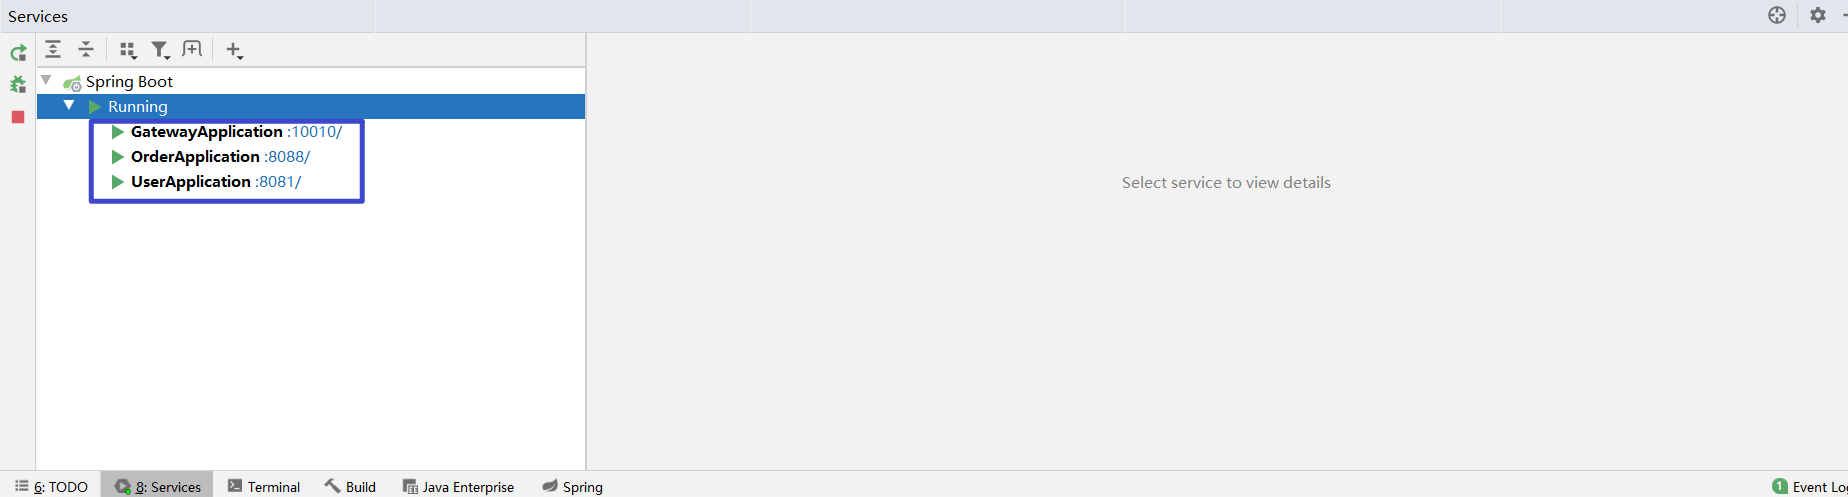 Services
Spring Boot
Running
GatewayApplication :10010/
OrderApplication :8088/
UserApplication :8081/
Select service to view details
6: TODO 8: Services Terminal Build Java Enterprise Spring 1 Event Lo